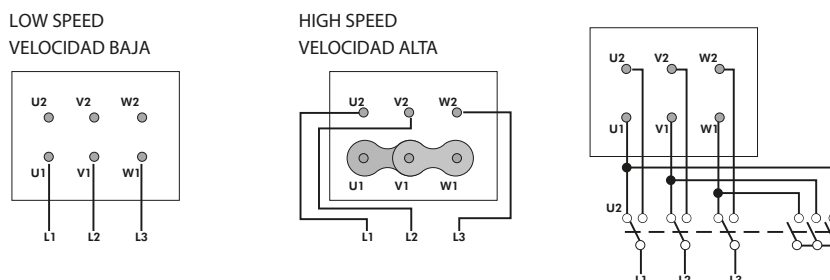 LOW SPEED
VELOCIDAD BAJA
U2 V2 W2
U1 V1 W1
L1 L2 L3
HIGH SPEED
VELOCIDAD ALTA
U2 V2 W2
U1 V1 W1
L1 L2 L3
U2 V2 W2
U1 V1 W1
U2
L1 L2 L3